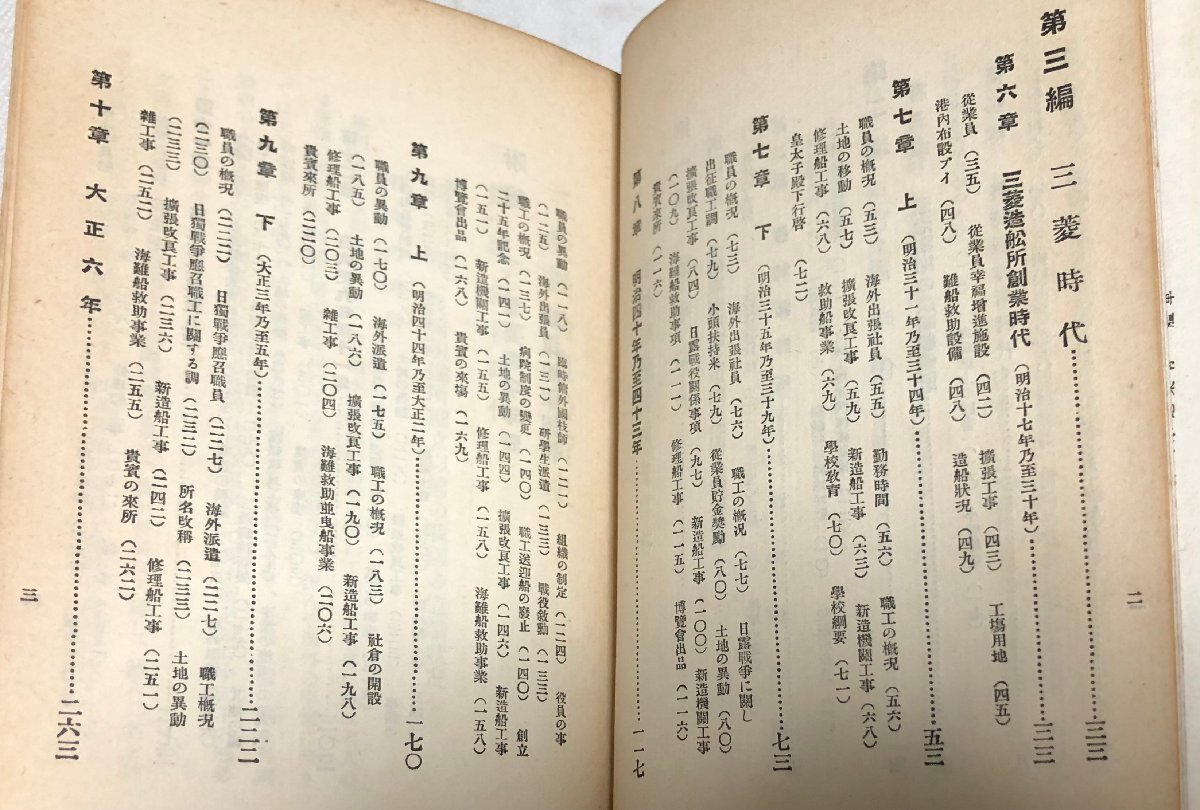 第三編 三菱時代……三三
第六章 三菱造船所創業時代（明治十七年乃至三十年）……三三
從業員（三五） 從業員幸福增進施設（四二） 擴張工事（四三） 工塲用地（四五）
港內布設ブイ（四八） 難船救助設備（四八） 造船狀況（四九）
第七章 上（明治三十一年乃至三十四年）……五三
職員の槪況（五三） 海外出張社員（五五） 勤務時間（五六） 職工の槪況（五六）
土地の移動（五七） 擴張改良工事（五九） 新造船工事（六三） 新造機關工事（六八）
修理船工事（六八） 救助船事業（六九） 學校敎育（七〇） 學校綱要（七一）
皇太子殿下行啓（七二）
第七章 下（明治三十五年乃至三十九年）……七三
職員の槪況（七三） 海外出張社員（七六） 職工の槪況（七七） 日露戰爭に關し
出征職工調（七九） 小頭扶持米（七九） 從業員貯金奬勵（八〇） 土地の異動（八〇）
擴張改良工事（八四） 日露戰役關係事項（九七） 新造船工事（一〇〇） 新造機關工事
（一〇九） 海難船救助事項 修理船工事（一一五） 博覽會出品（一一六）
貴賓來所（一一六）
第八章 明治四十年乃至四十三年……一一七
職員の異動（一一八） 臨時傭外國技師（一二一） 組織の制定（一二四） 役員の事
（一二五） 海外出張員（一三一） 硏學生派遣（一三三） 職役敘勳（一三三）
職工の槪況（一三七） 病院制度の變更（一四〇） 職工送迎船の廢止（一四〇） 創立
二十五年記念（一四一） 土地の異動（一四四） 擴張改良工事（一四六） 新造船工事
（一五一） 新造機關工事（一五五） 修理船工事（一五八） 海難船救助事業（一五八）
博覽會出品（一六八） 貴賓の來塲（一六九）
第九章 上（明治四十四年乃至大正二年）……一七〇
職員の異動（一七〇） 海外派遣（一七五） 職工の槪況（一八三） 社倉の開設
（一八五） 土地の異動（一八六） 擴張改良工事（一九〇） 新造船工事（一九八）
修理船工事（二〇三） 雜工事（二〇四） 海難救助並曳船事業（二〇六）
貴賓來所（二二〇）
第九章 下（大正三年乃至五年）……二二二
職員の槪況（二二二） 日獨戰爭應召職員（二二七） 海外派遣（二二七） 職工槪況
（二三〇） 日獨戰爭應召職工に關する調（二三二） 所名改稱（二三三） 土地の異動
（二三三） 擴張改良工事（二三六） 新造船工事（二四二） 修理船工事（二五一）
雜工事（二五二） 海難船救助事業（二五五） 貴賓の來所（二六二）
第十章 大正六年……二六三
二
三